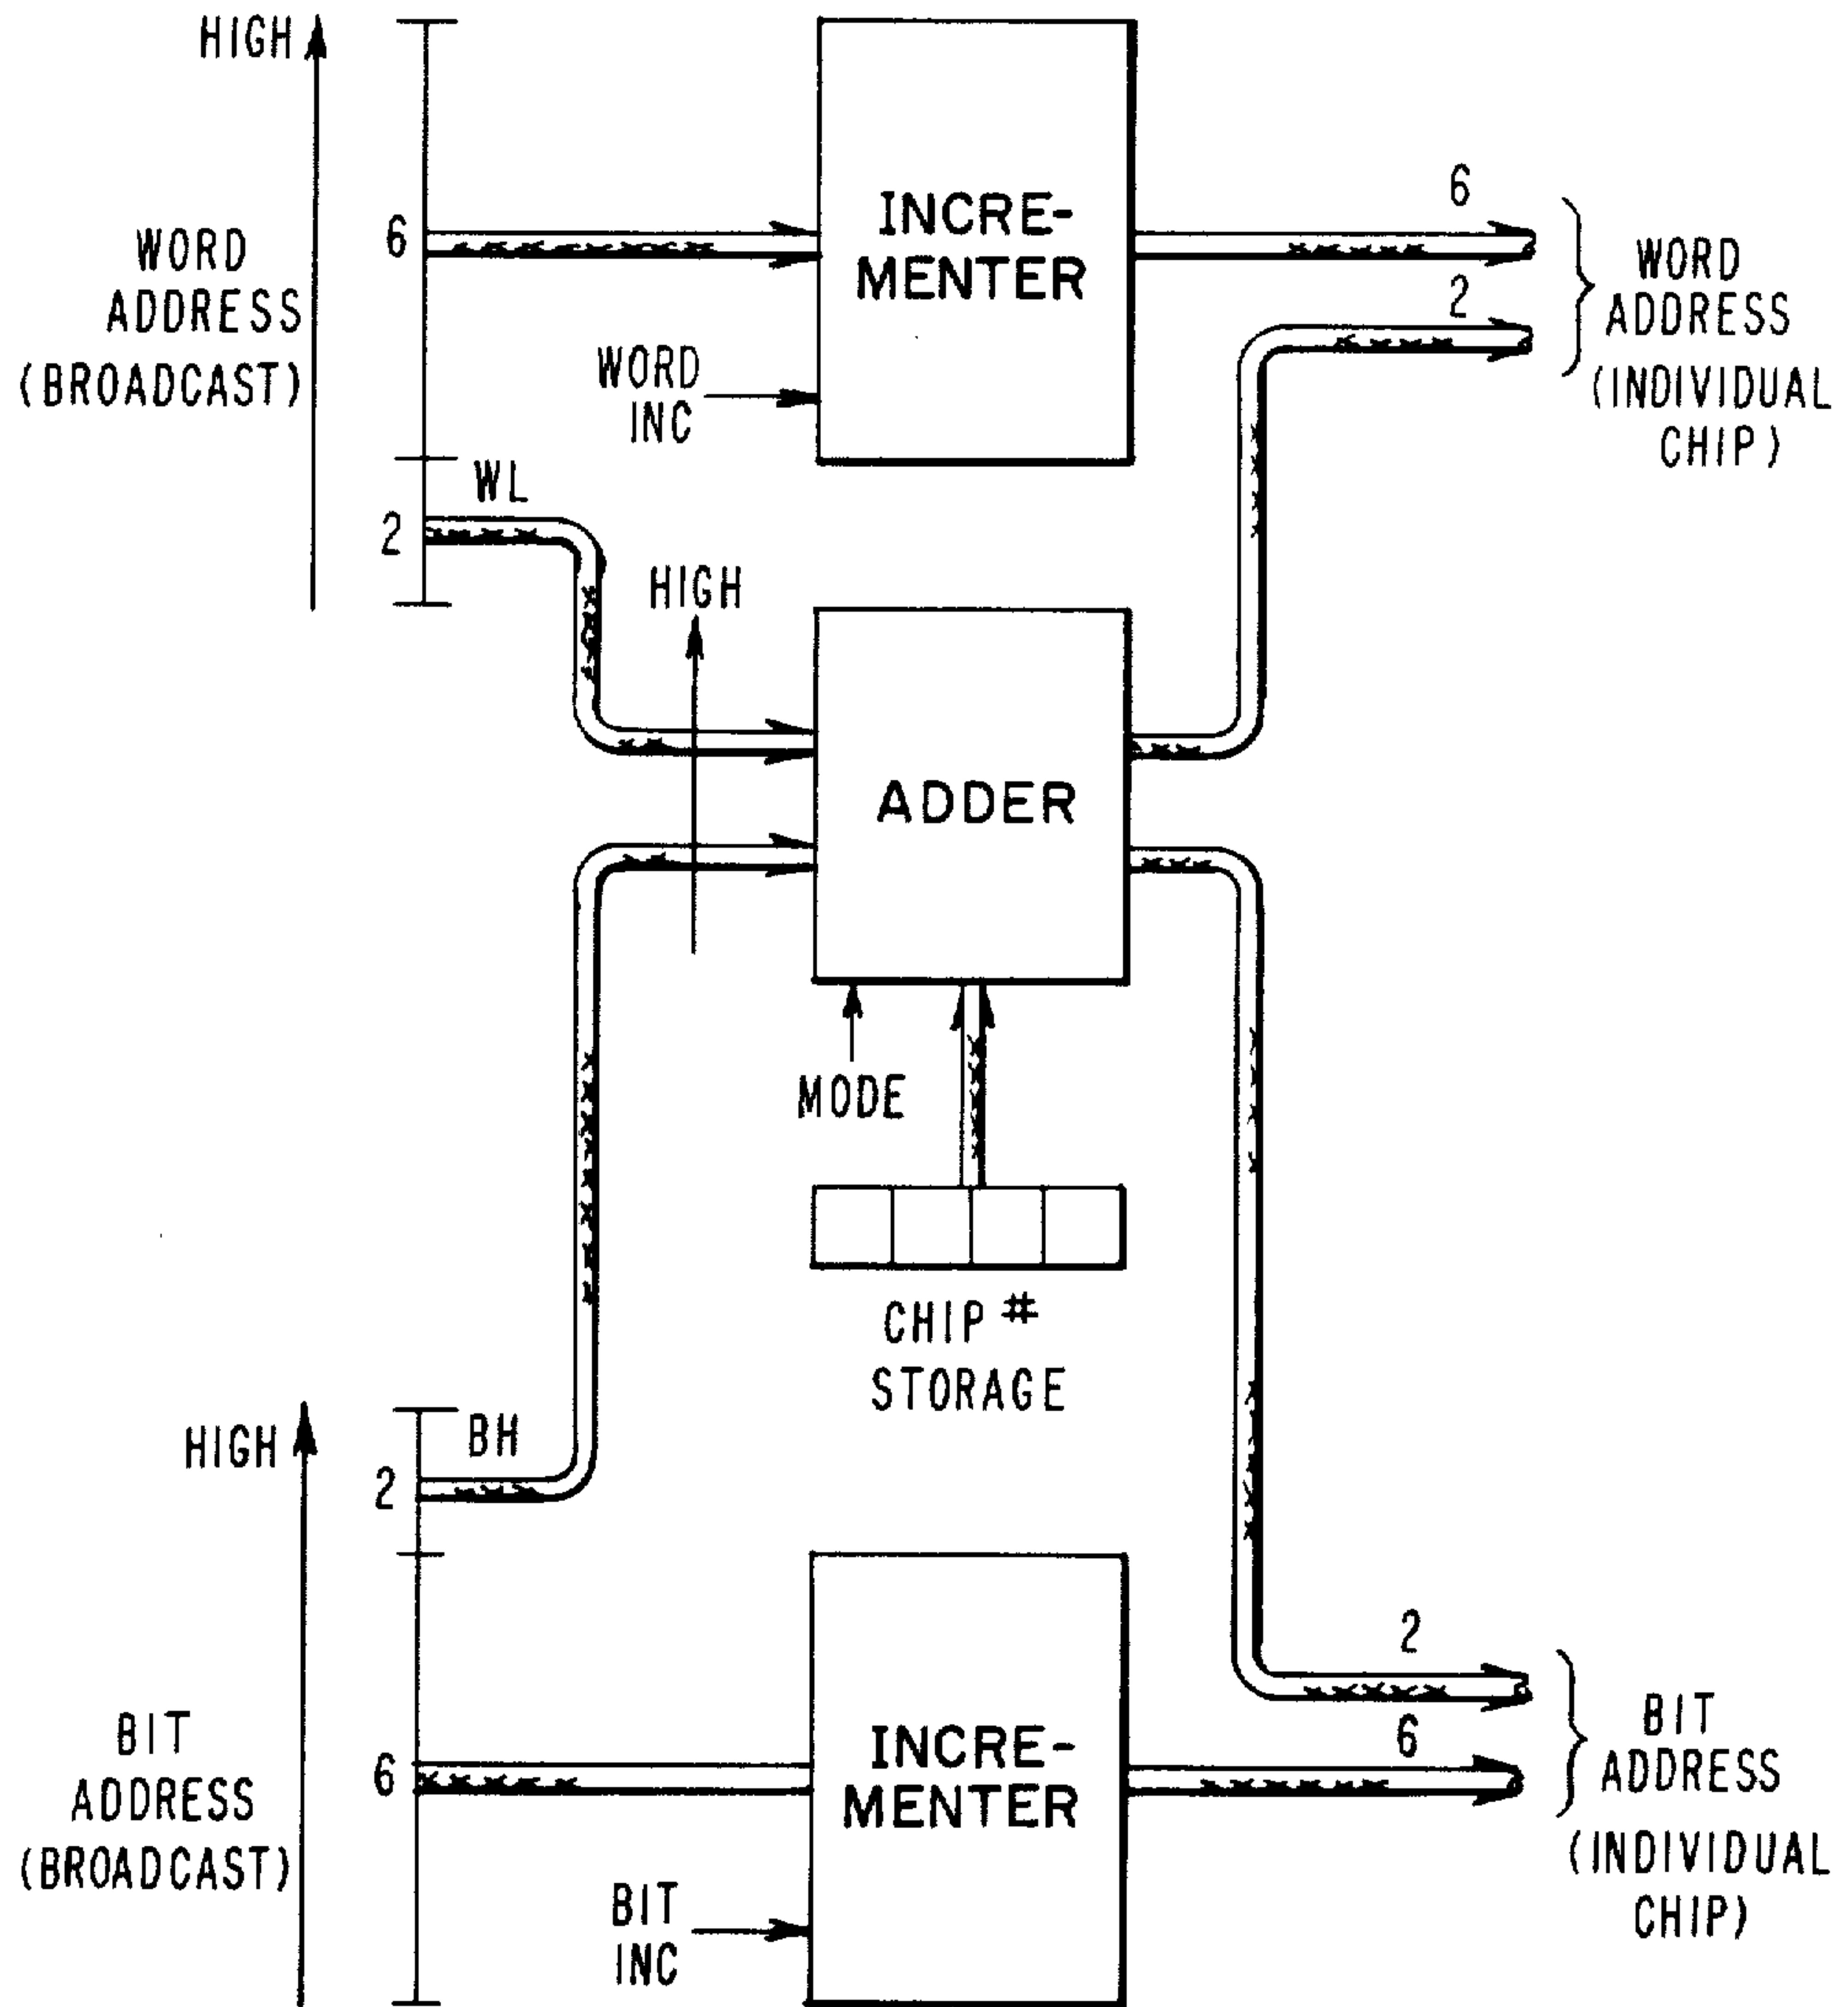 HIGH
WORD
ADDRESS
(BROADCAST)
6
INCRE-
MENTER
WORD
INC
6
2
WORD
ADDRESS
(INDIVIDUAL
CHIP)
WL
2
HIGH
ADDER
MODE
CHIP #
STORAGE
HIGH
BH
2
BIT
ADDRESS
(BROADCAST)
6
INCRE-
MENTER
BIT
INC
2
6
BIT
ADDRESS
(INDIVIDUAL
CHIP)